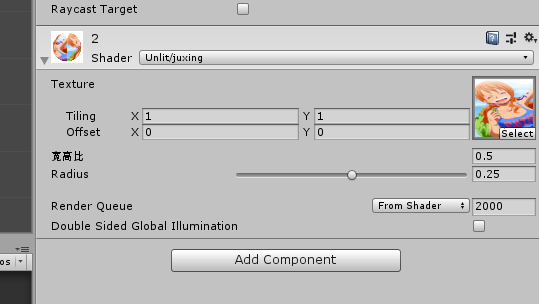 Raycast Target
2
Shader Unlit/juxing
Texture
Tiling X 1 Y 1
Offset X 0 Y 0
Select
宽高比 0.5
Radius 0.25
Render Queue From Shader 2000
Double Sided Global Illumination
os
Add Component